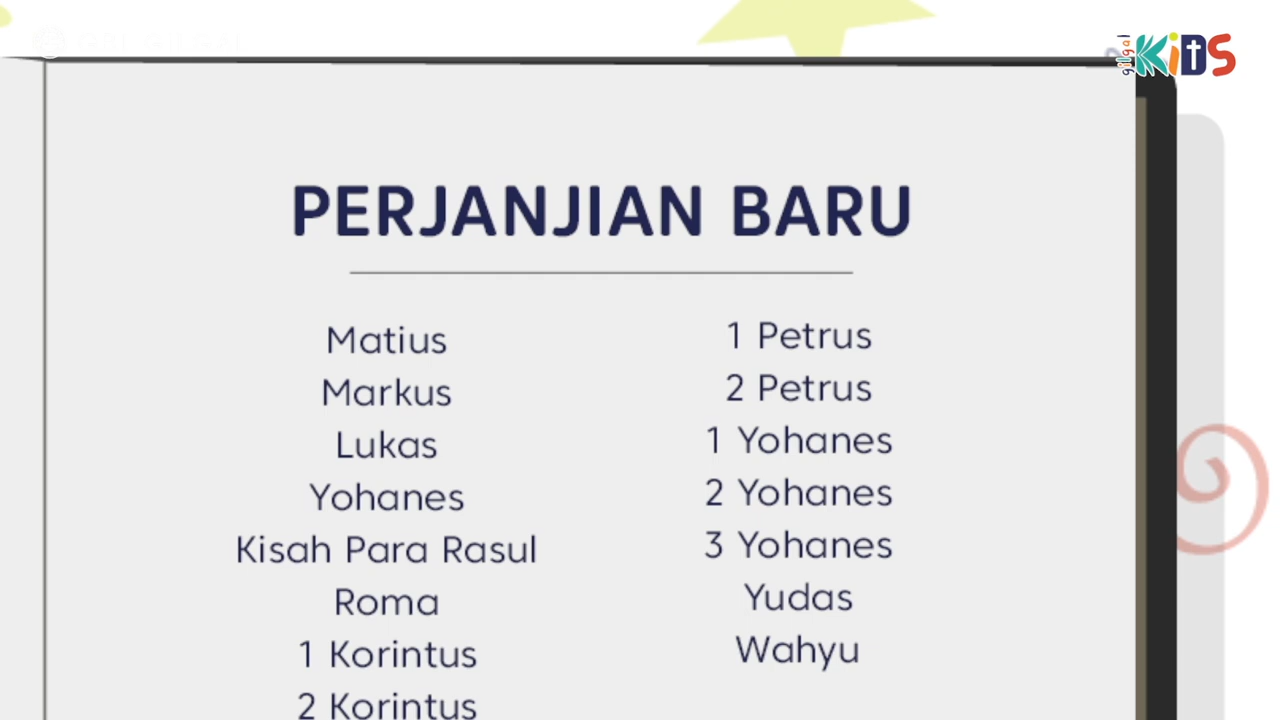 gilgal KiDS
PERJANJIAN BARU
Matius
Markus
Lukas
Yohanes
Kisah Para Rasul
Roma
1 Korintus
2 Korintus
1 Petrus
2 Petrus
1 Yohanes
2 Yohanes
3 Yohanes
Yudas
Wahyu